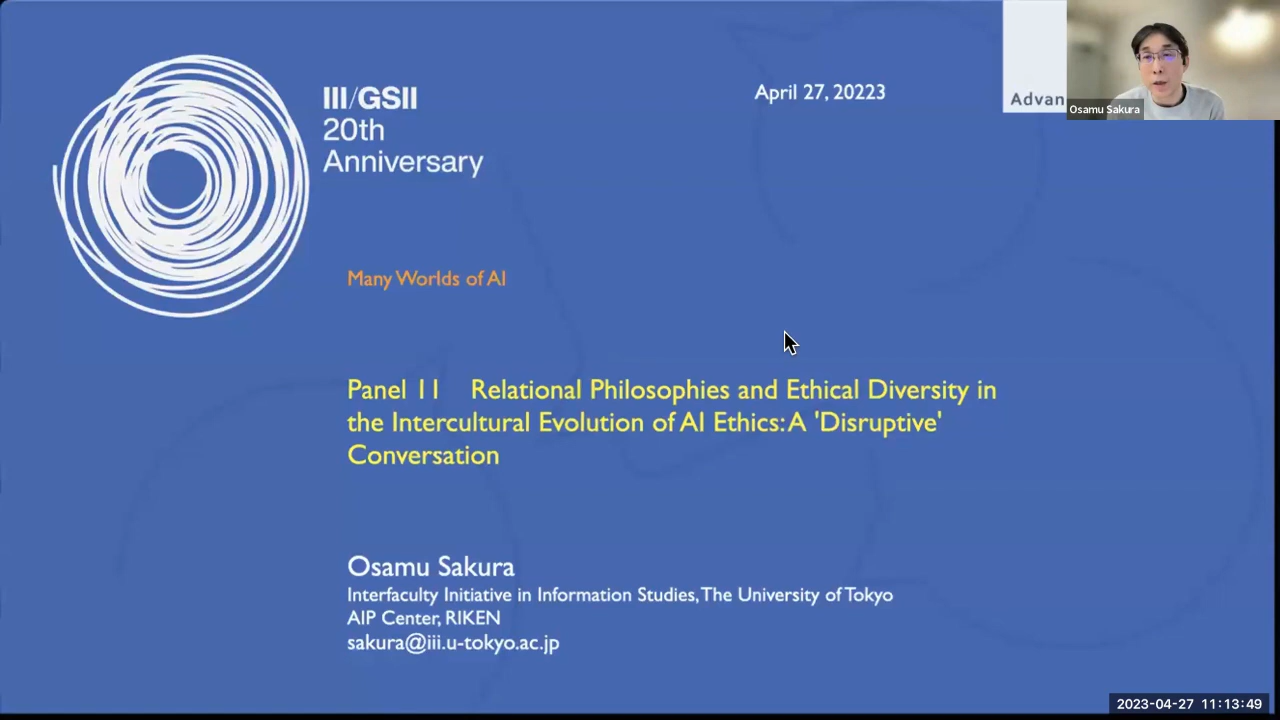 III/GSII
20th
Anniversary
April 27, 20223
Advan
Osamu Sakura
Many Worlds of AI
Panel 11 Relational Philosophies and Ethical Diversity in
the Intercultural Evolution of AI Ethics: A 'Disruptive'
Conversation
Osamu Sakura
Interfaculty Initiative in Information Studies, The University of Tokyo
AIP Center, RIKEN
sakura@iii.u-tokyo.ac.jp
2023-04-27 11:13:49